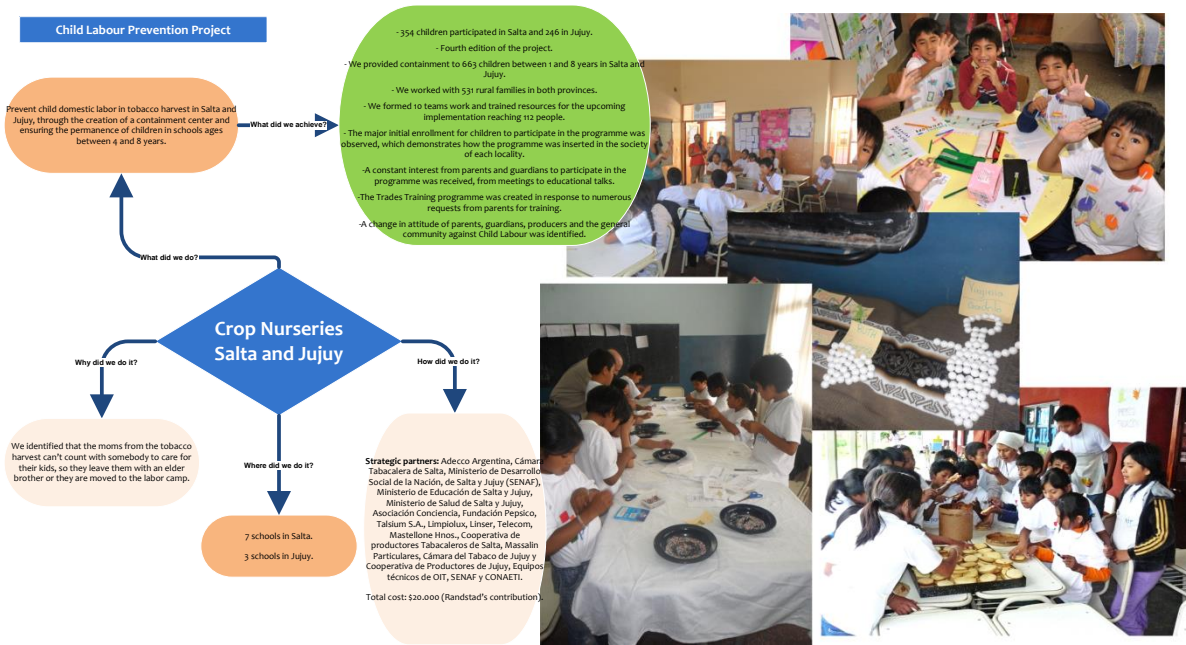 Child Labour Prevention Project
Prevent child domestic labor in tobacco harvest in Salta and
Jujuy, through the creation of a containment center and
ensuring the permanence of children in schools ages
between 4 and 8 years.
What did we achieve?
- 354 children participated in Salta and 246 in Jujuy.
- Fourth edition of the project.
- We provided containment to 663 children between 1 and 8 years in Salta and
Jujuy.
- We worked with 531 rural families in both provinces.
- We formed 10 teams work and trained resources for the upcoming
implementation reaching 112 people.
- The major initial enrollment for children to participate in the programme was
observed, which demonstrates how the programme was inserted in the society
of each locality.
-A constant interest from parents and guardians to participate in the
programme was received, from meetings to educational talks.
-The Trades Training programme was created in response to numerous
requests from parents for training.
-A change in attitude of parents, guardians, producers and the general
community against Child Labour was identified.
What did we do?
Crop Nurseries
Salta and Jujuy
Why did we do it?
We identified that the moms from the tobacco
harvest can't count with somebody to care for
their kids, so they leave them with an elder
brother or they are moved to the labor camp.
Where did we do it?
7 schools in Salta.
3 schools in Jujuy.
How did we do it?
Strategic partners: Adecco Argentina, Cámara
Tabacalera de Salta, Ministerio de Desarrollo
Social de la Nación, de Salta y Jujuy (SENAF),
Ministerio de Educación de Salta y Jujuy,
Ministerio de Salud de Salta y Jujuy,
Asociación Conciencia, Fundación Pepsico,
Talsium S.A., Limpiolux, Linser, Telecom,
Mastellone Hnos., Cooperativa de
productores Tabacaleros de Salta, Massalin
Particulares, Cámara del Tabaco de Jujuy y
Cooperativa de Productores de Jujuy, Equipos
técnicos de OIT, SENAF y CONAETI.
Total cost: $20.000 (Randstad's contribution).